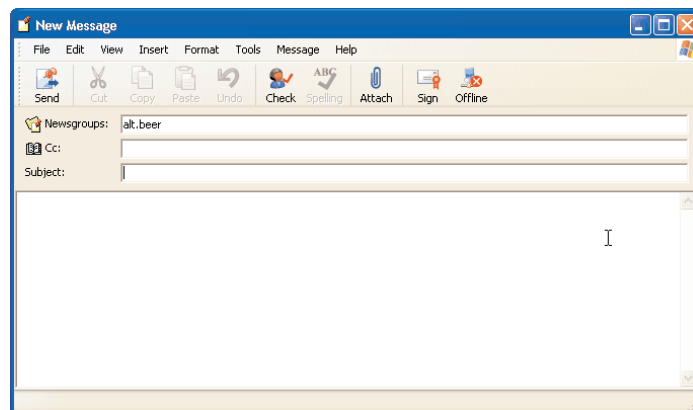 New Message
File Edit View Insert Format Tools Message Help
ABC
Send Cut Copy Paste Undo Check Spelling Attach Sign Offline
Newsgroups: alt.beer
Cc:
Subject: